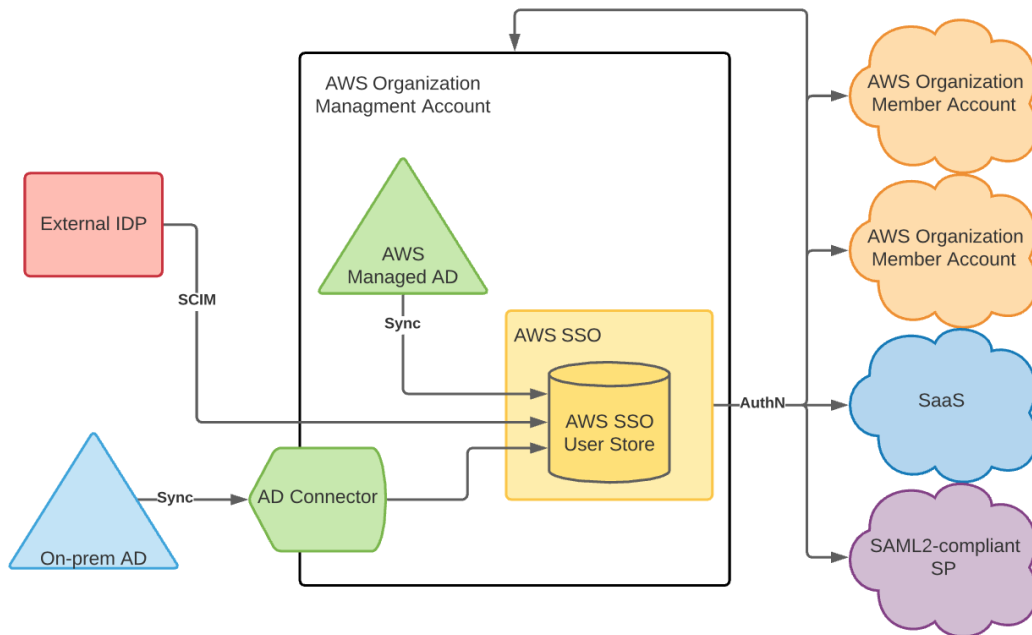 AWS Organization
Managment Account
External IDP
SCIM
AWS
Managed AD
Sync
AWS SSO
AWS SSO
User Store
On-prem AD
Sync
AD Connector
AuthN
AWS Organization
Member Account
AWS Organization
Member Account
SaaS
SAML2-compliant
SP